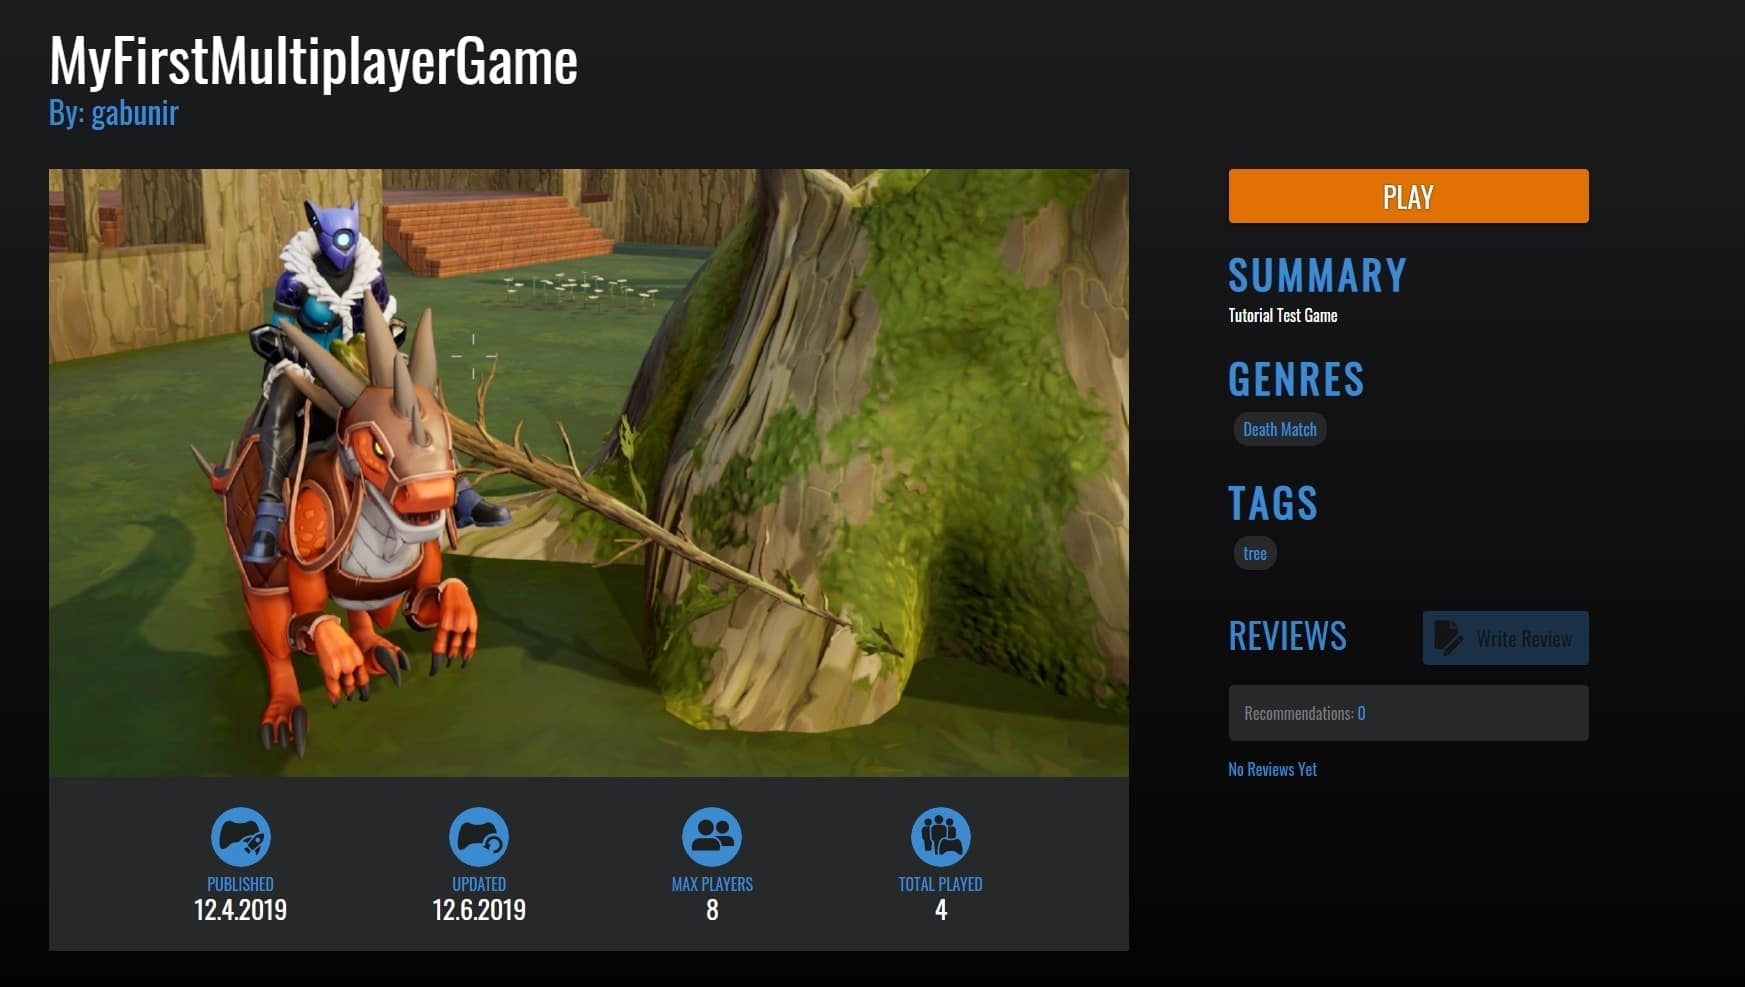 MyFirstMultiplayerGame
By: gabunir
PLAY
SUMMARY
Tutorial Test Game
GENRES
Death Match
TAGS
tree
REVIEWS
Write Review
Recommendations: 0
No Reviews Yet
PUBLISHED
12.4.2019
UPDATED
12.6.2019
MAX PLAYERS
8
TOTAL PLAYED
4